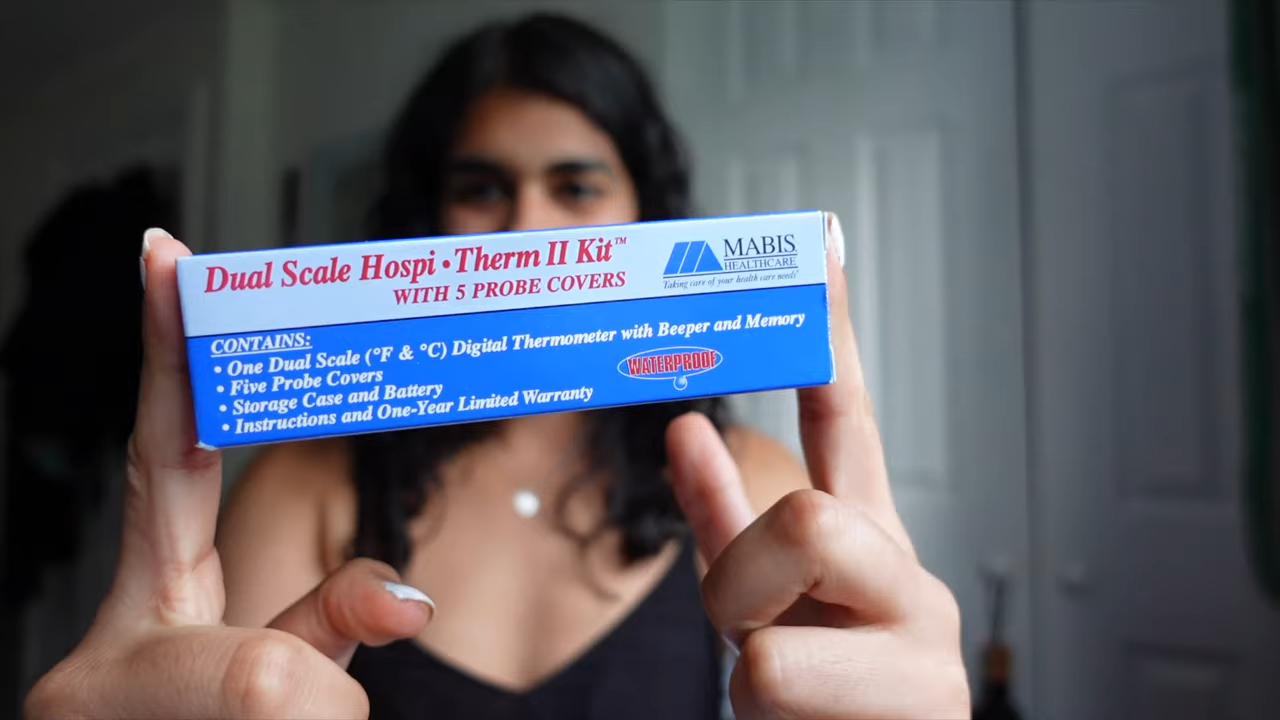 Dual Scale Hospi • Therm II Kit™
WITH 5 PROBE COVERS
MABIS
HEALTHCARE
Taking care of your health care needs
CONTAINS:
• One Dual Scale (°F & °C) Digital Thermometer with Beeper and Memory
• Five Probe Covers
• Storage Case and Battery
• Instructions and One-Year Limited Warranty
WATERPROOF